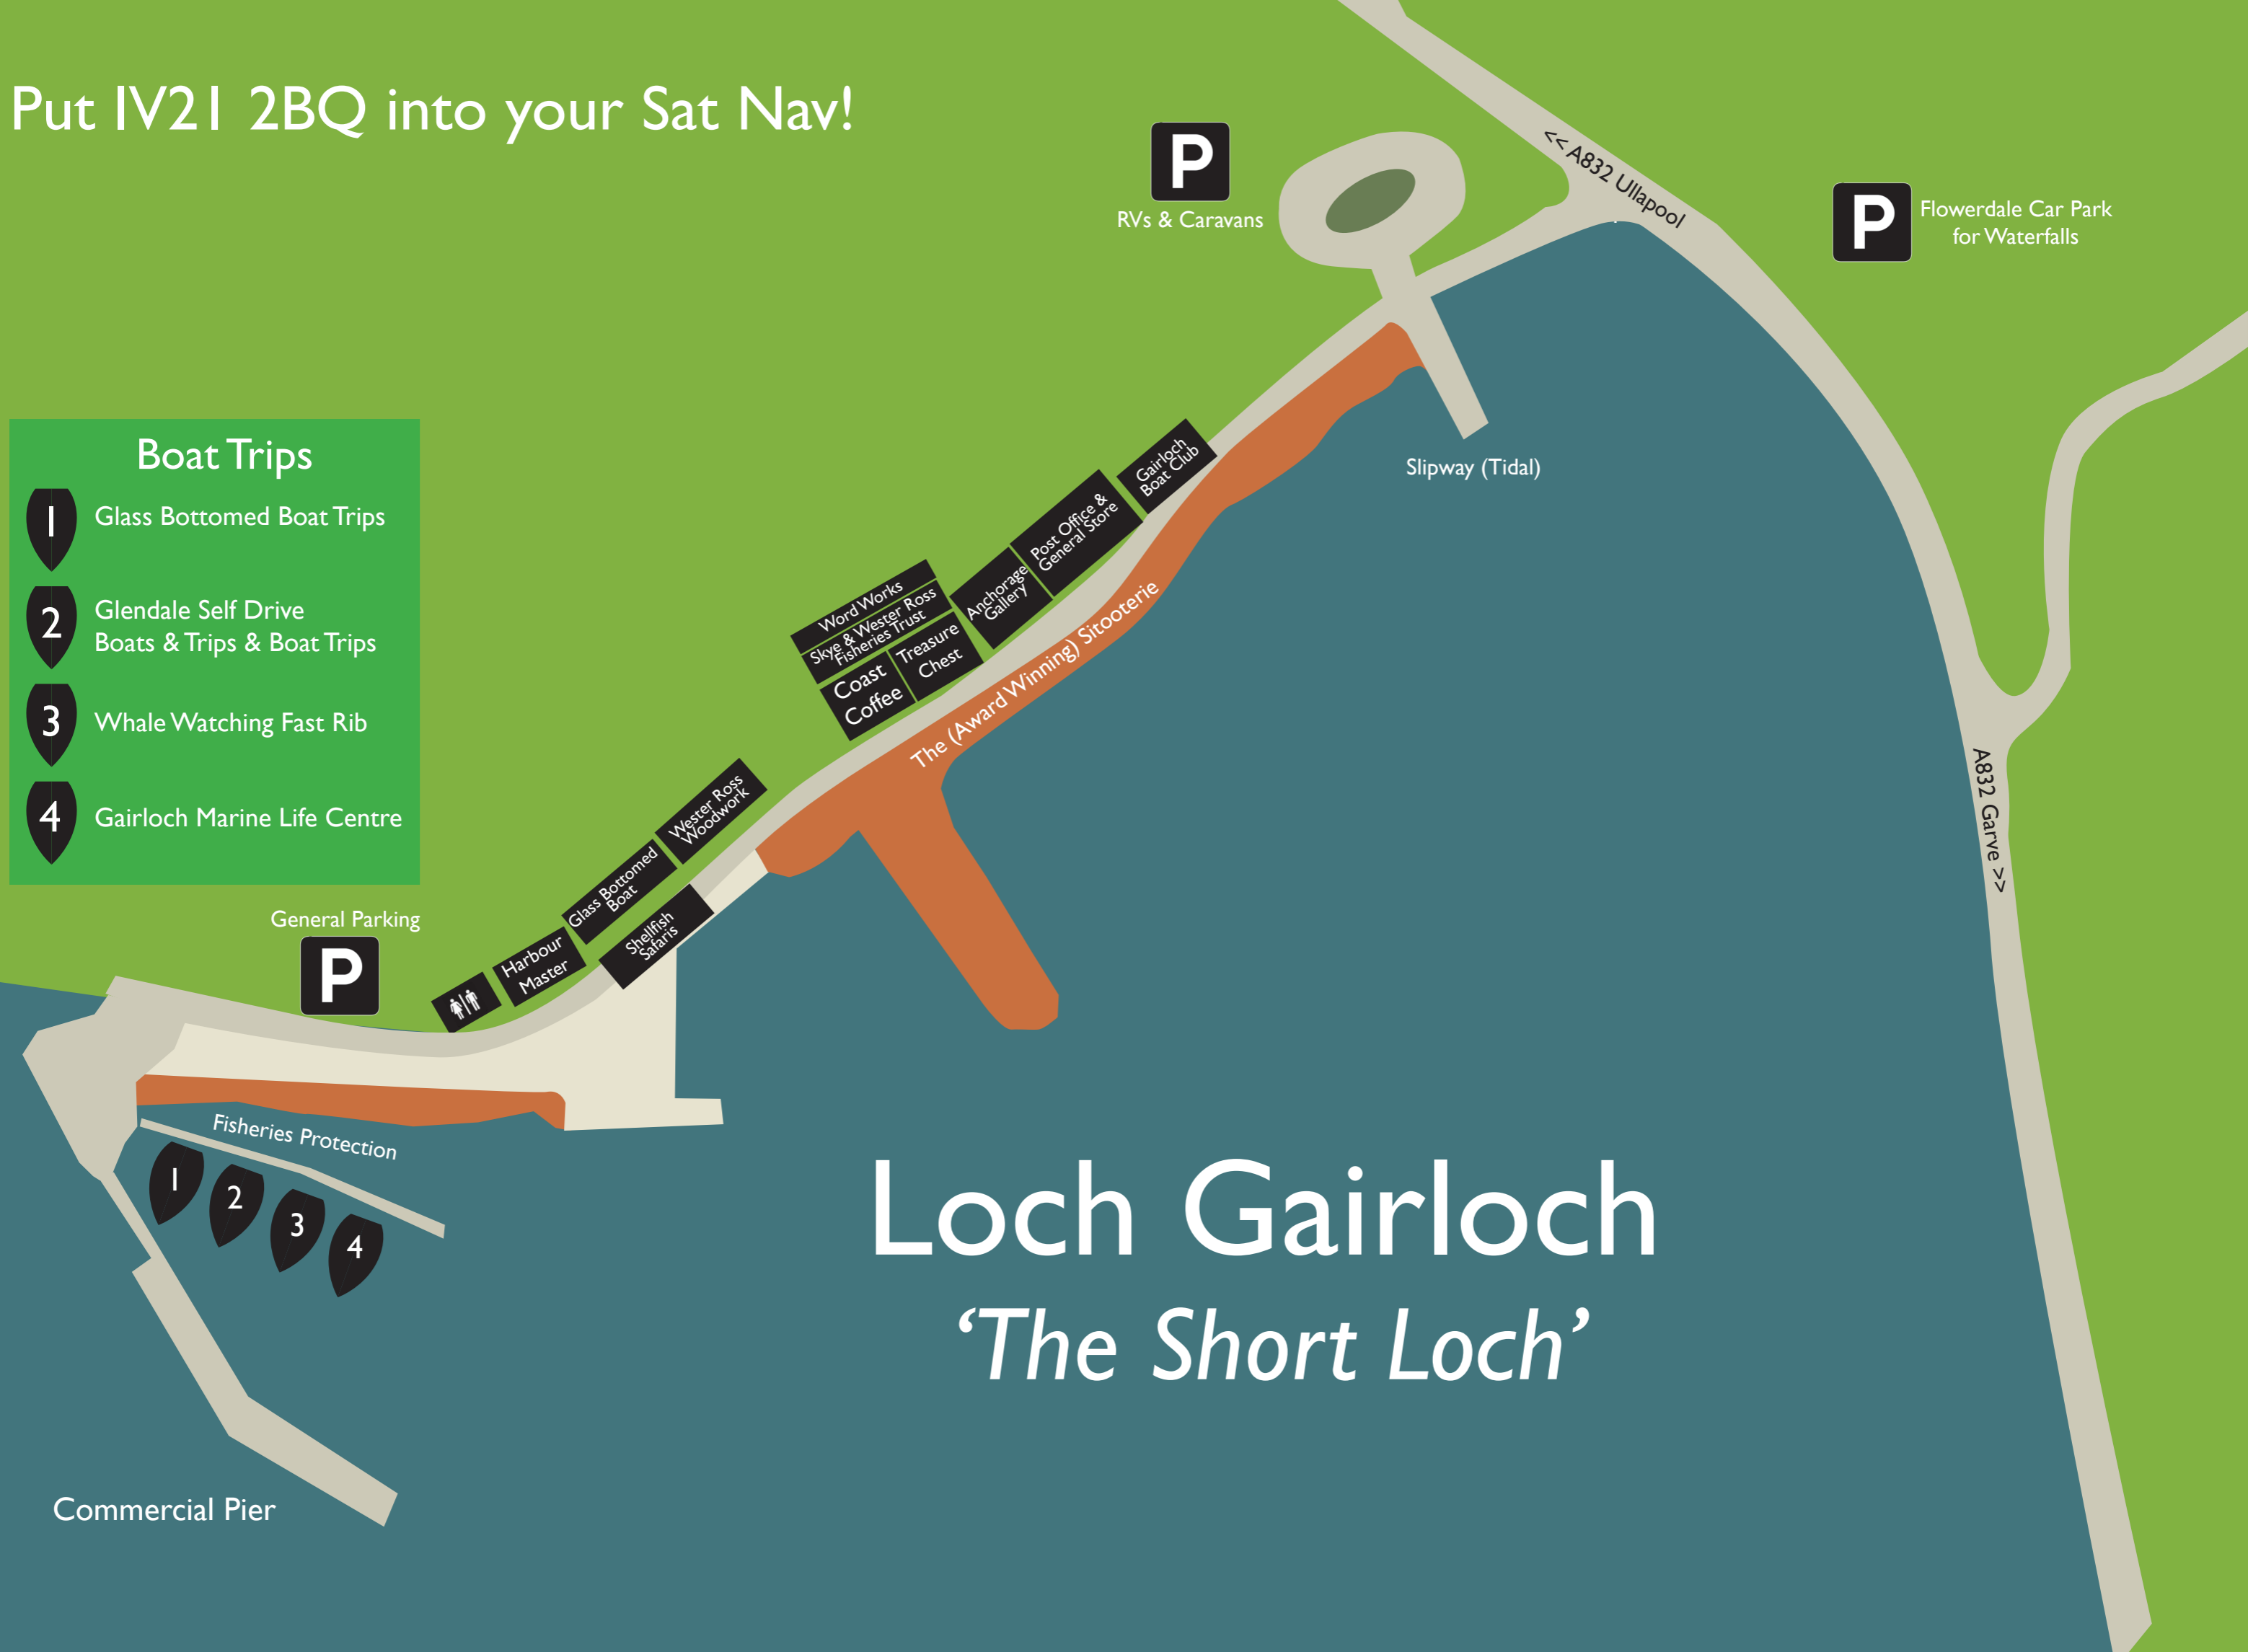 Put IV21 2BQ into your Sat Nav!
P
RVs & Caravans
<< A832 Ullapool
P
Flowerdale Car Park
for Waterfalls
Slipway (Tidal)
Boat Trips
1
Glass Bottomed Boat Trips
2
Glendale Self Drive
Boats & Trips & Boat Trips
3
Whale Watching Fast Rib
4
Gairloch Marine Life Centre
Gairloch
Boat Club
Post Office &
General Store
Anchorage
Gallery
Word Works
Skye & Wester Ross
Fisheries Trust
Treasure
Chest
Coast
Coffee
The (Award Winning) Sitooterie
Wester Ross
Woodwork
Glass Bottomed
Boat
Shellfish
Safaris
Harbour
Master
General Parking
P
A832 Garve >>
Fisheries Protection
1
2
3
4
Loch Gairloch
‘The Short Loch’
Commercial Pier